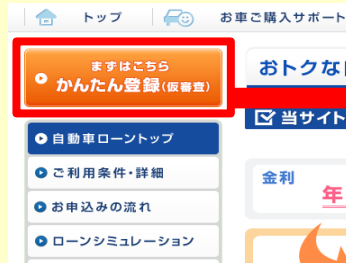 トップ
お車ご購入サポート
まずはこちら
かんたん登録(仮審査)
おトクな
当サイト
自動車ローントップ
ご利用条件・詳細
お申込みの流れ
ローンシミュレーション
金利
年